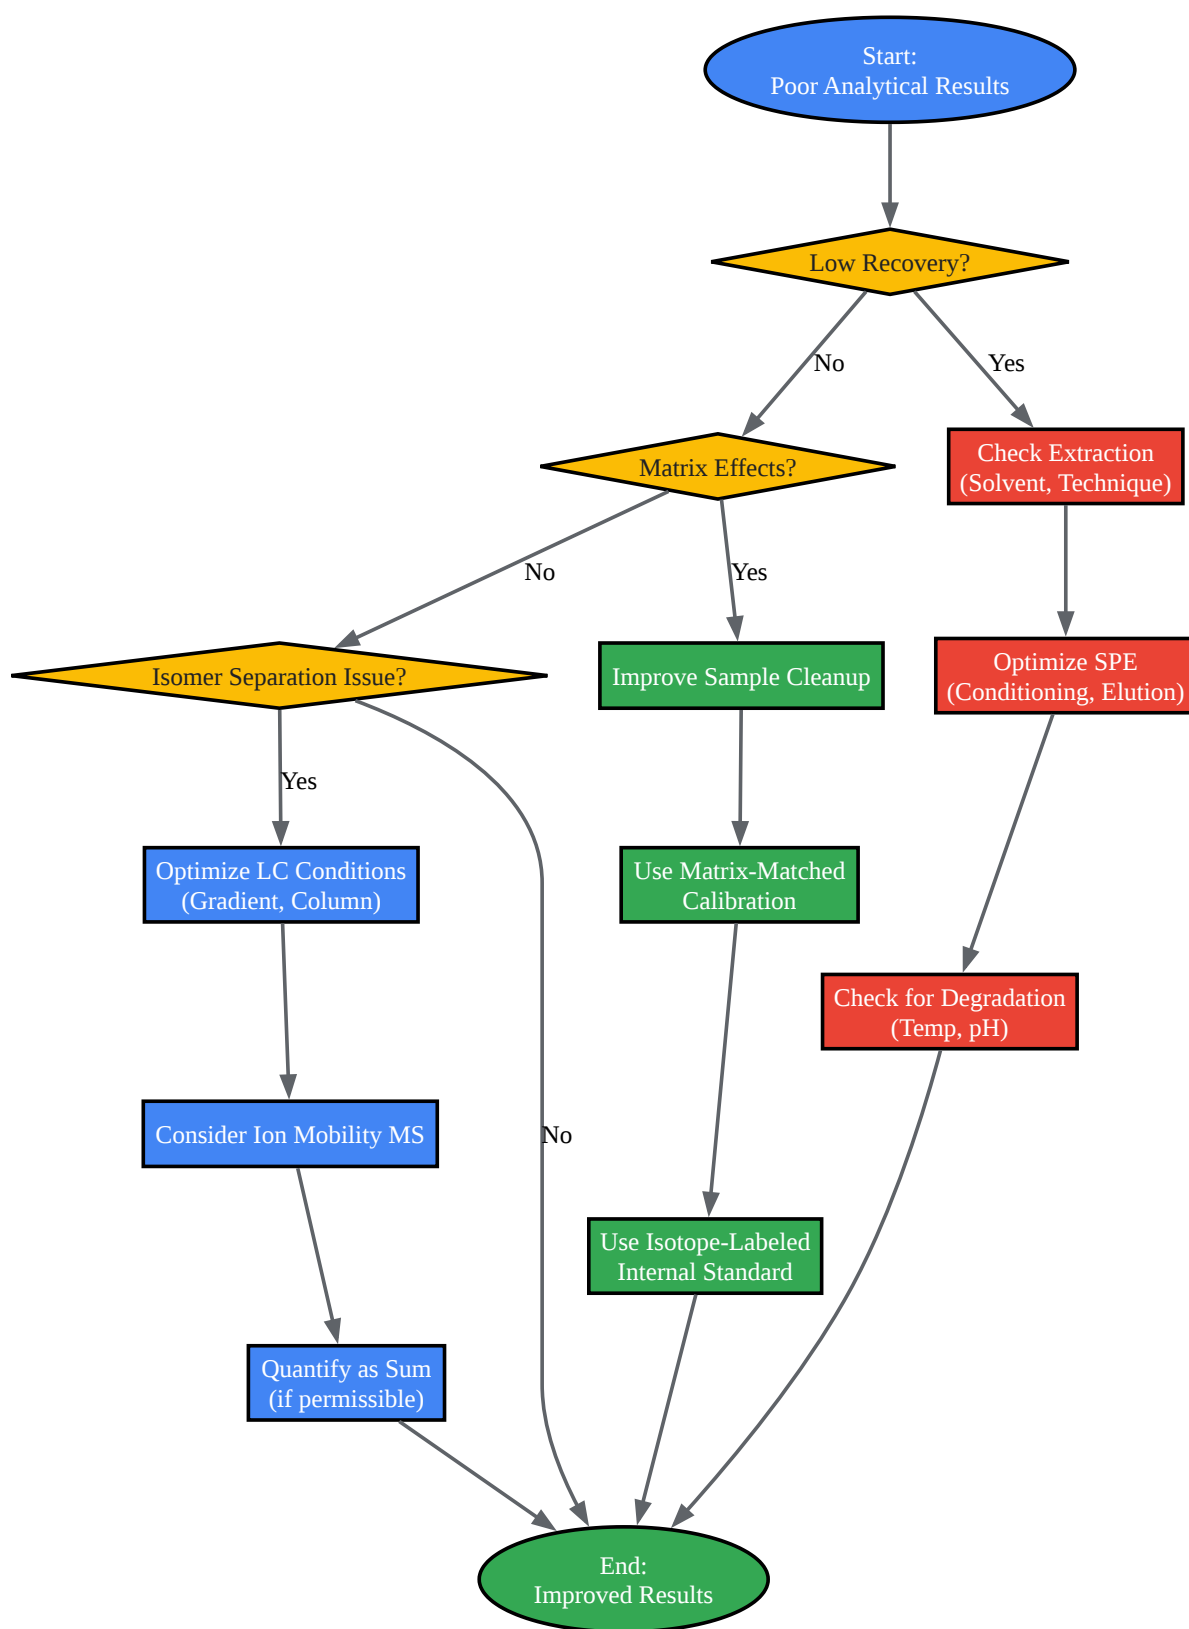 Start:
Poor Analytical Results
Low Recovery?
No
Yes
Matrix Effects?
Check Extraction
(Solvent, Technique)
No
Yes
Isomer Separation Issue?
Improve Sample Cleanup
Optimize SPE
(Conditioning, Elution)
Yes
Optimize LC Conditions
(Gradient, Column)
Use Matrix-Matched
Calibration
Check for Degradation
(Temp, pH)
Consider Ion Mobility MS
No
Use Isotope-Labeled
Internal Standard
Quantify as Sum
(if permissible)
End:
Improved Results